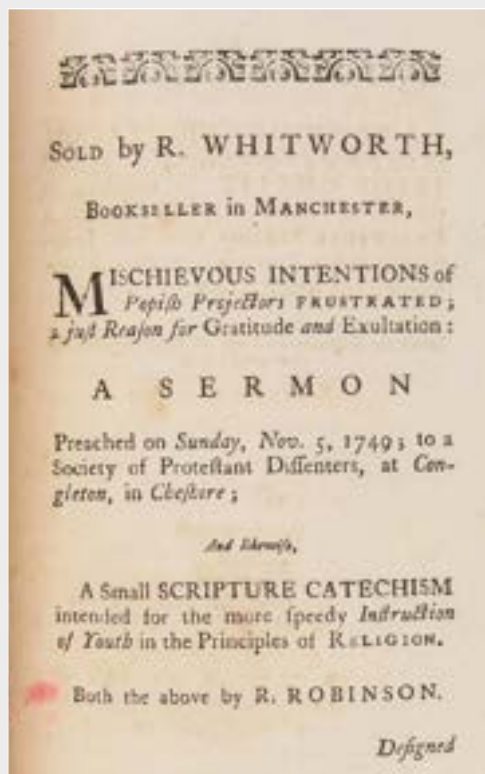 SOLD by R. WHITWORTH,
BOOKSELLER in MANCHESTER,
MISCHIEVOUS INTENTIONS of
Popiſh Projectors FRUSTRATED;
a juſt Reaſon for Gratitude and Exultation:
A SERMON
Preached on Sunday, Nov. 5, 1749; to a
Society of Proteſtant Diſſenters, at Con-
gleton, in Cheſhire;
And likewiſe,
A Small SCRIPTURE CATECHISM
intended for the more ſpeedy Inſtruction
of Youth in the Principles of RELIGION.
Both the above by R. ROBINSON.
Deſigned